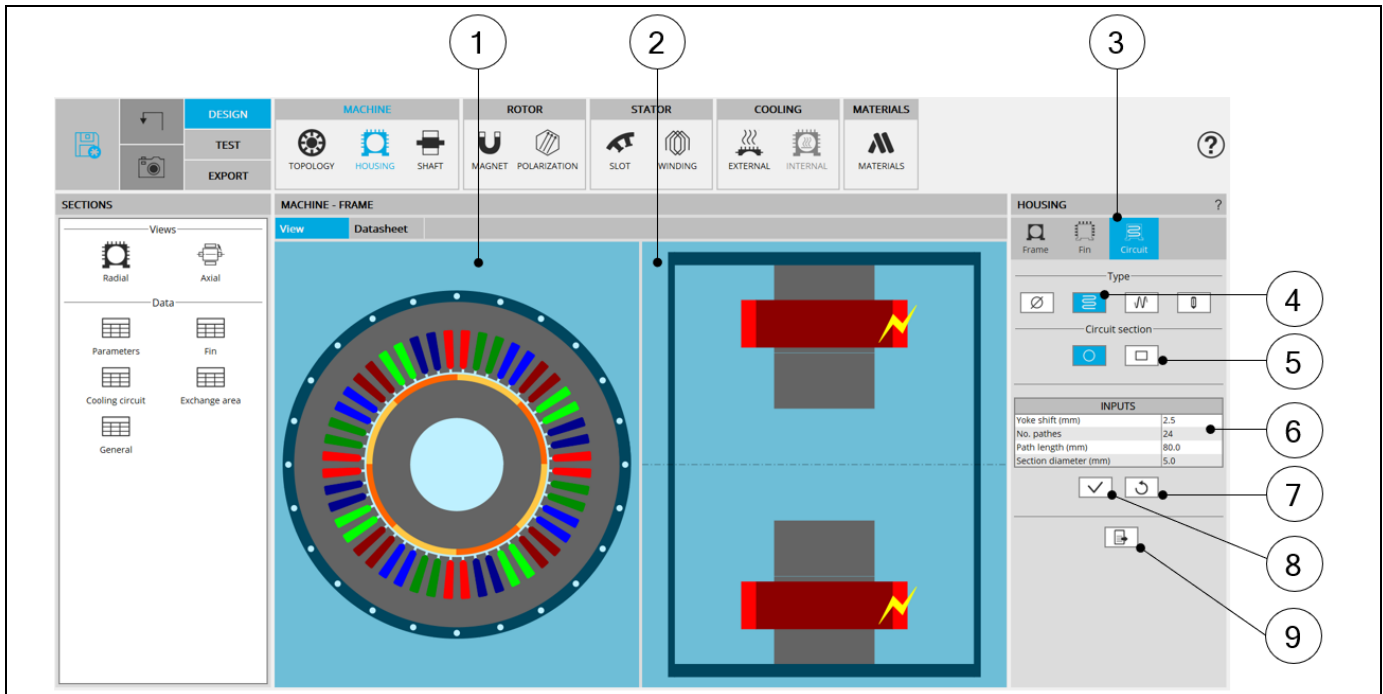 1
2
3
DESIGN
TEST
EXPORT
MACHINE
ROTOR
STATOR
COOLING
MATERIALS
TOPOLOGY
HOUSING
SHAFT
MAGNET
POLARIZATION
SLOT
WINDING
EXTERNAL
INTERNAL
MATERIALS
?
SECTIONS
Views
Radial
Axial
Data
Parameters
Fin
Cooling circuit
Exchange area
General
MACHINE - FRAME
View
Datasheet
HOUSING
?
Frame
Fin
Circuit
Type
4
Circuit section
5
INPUTS
Yoke shift (mm) 2.5
No. pathes 24
Path length (mm) 80.0
Section diameter (mm) 5.0
6
7
8
9